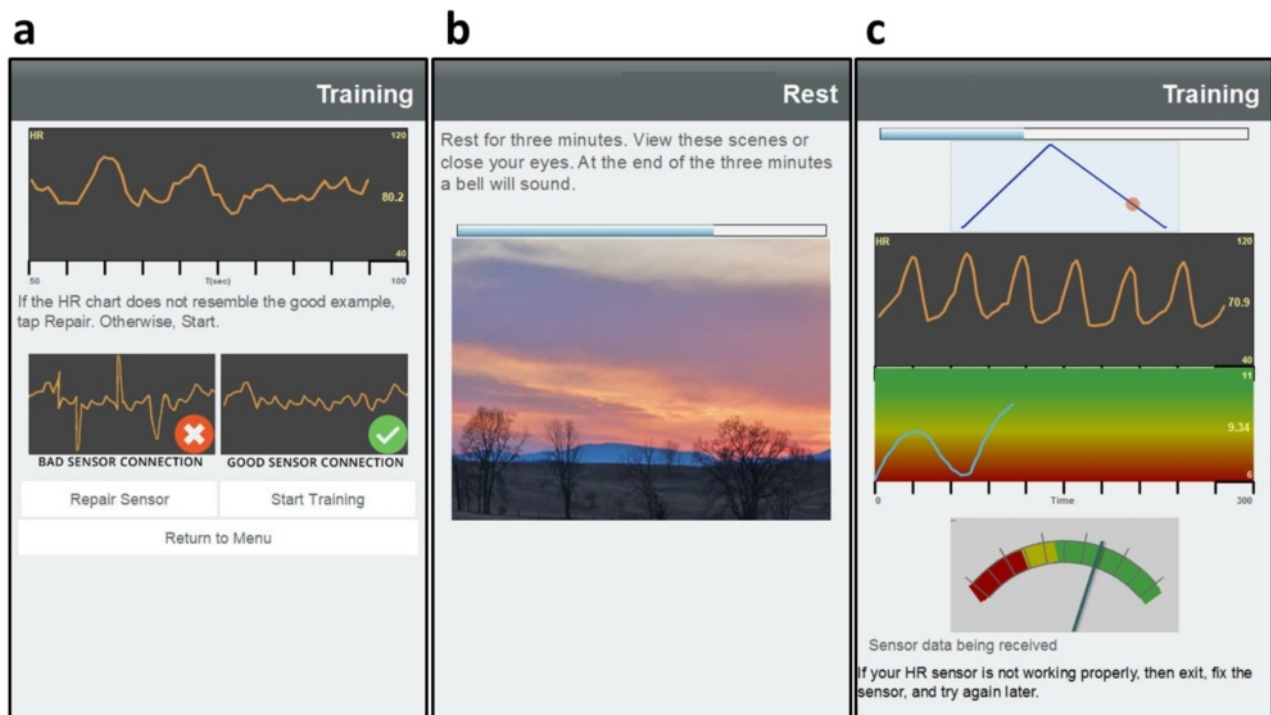 a
Training
HR
120
80.2
40
50
T(sec)
100
If the HR chart does not resemble the good example,
tap Repair. Otherwise, Start.
BAD SENSOR CONNECTION
GOOD SENSOR CONNECTION
Repair Sensor
Start Training
Return to Menu
b
Rest
Rest for three minutes. View these scenes or
close your eyes. At the end of the three minutes
a bell will sound.
c
Training
HR
120
70.9
40
11
9.34
6
0
Time
300
Sensor data being received
If your HR sensor is not working properly, then exit, fix the
sensor, and try again later.